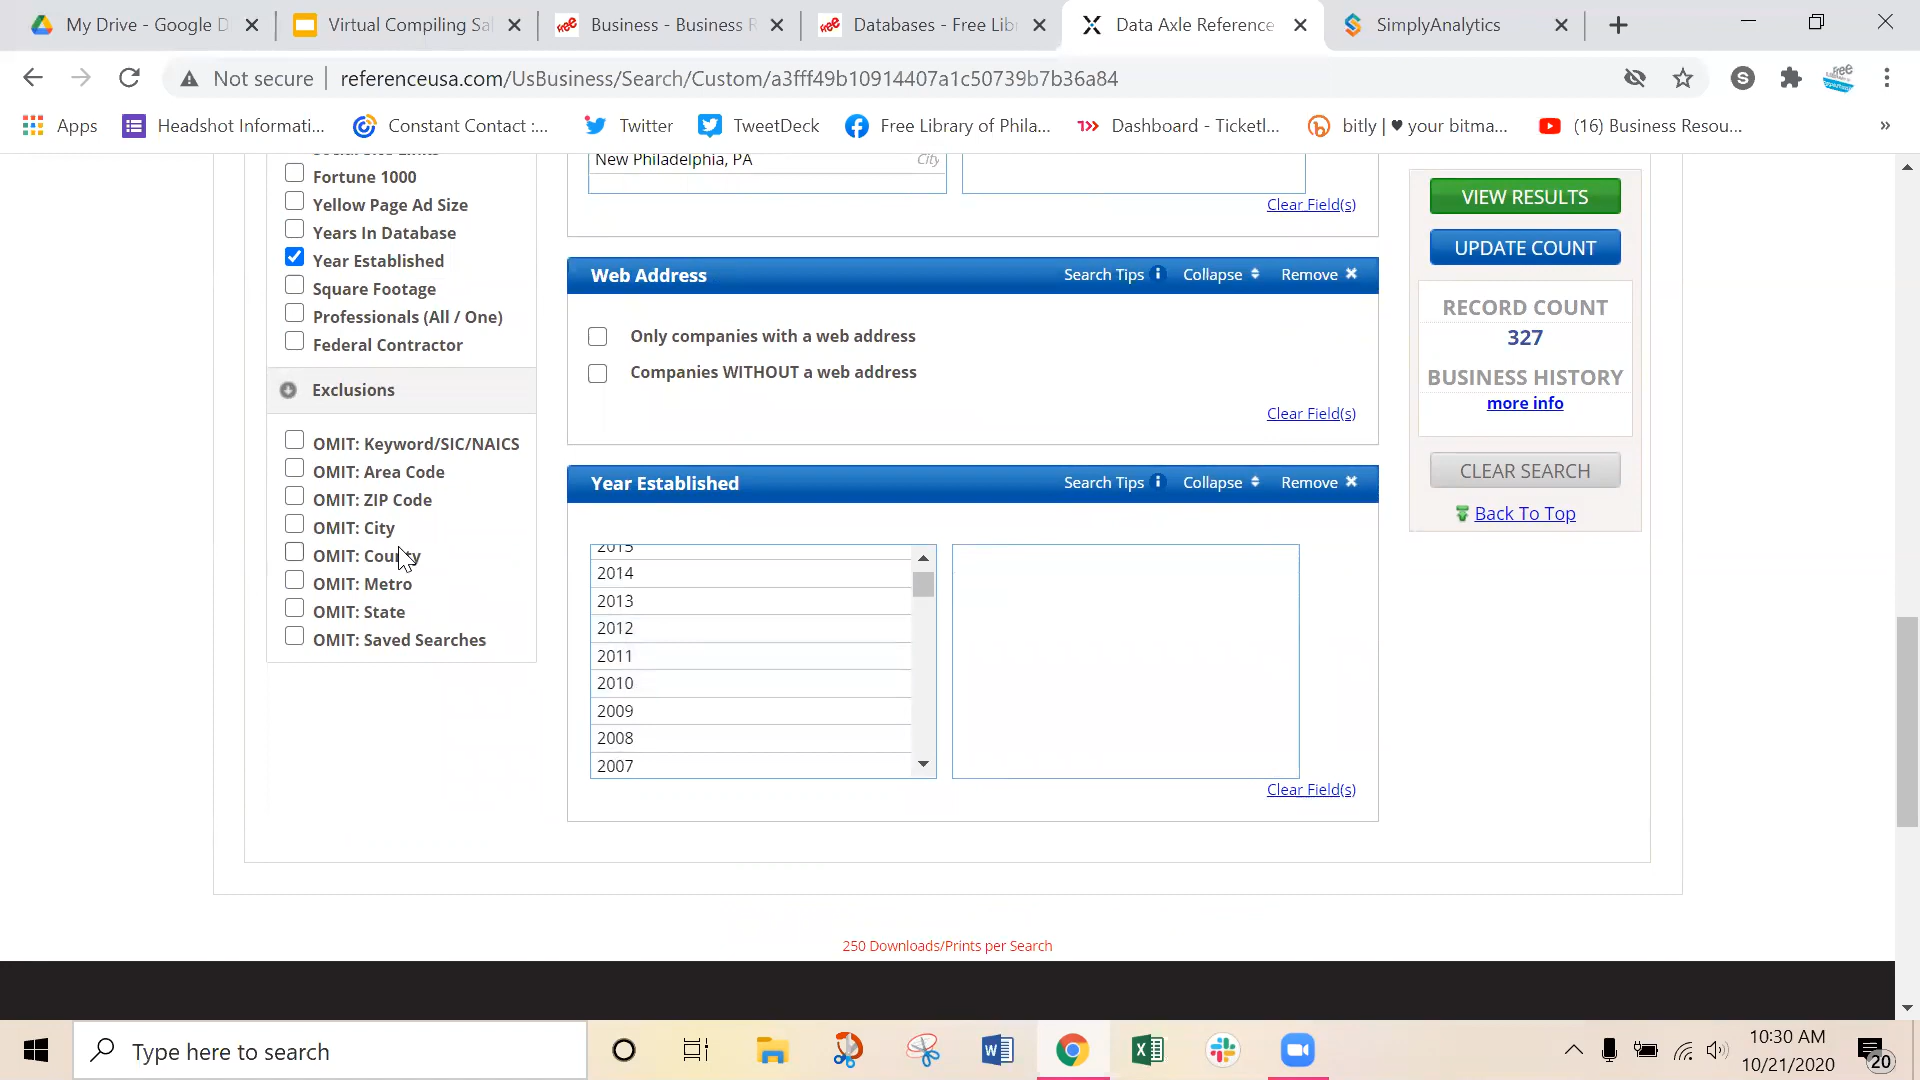 My Drive - Google D
Virtual Compiling Sal
Business - Business R
Databases - Free Lib
Data Axle Reference
SimplyAnalytics
Not secure
referenceusa.com/UsBusiness/Search/Custom/a3fff49b10914407a1c50739b7b36a84
Apps
Headshot Informati...
Constant Contact :...
Twitter
TweetDeck
Free Library of Phila...
Dashboard - Ticketl...
bitly | ♥ your bitma...
(16) Business Resou...
»
Fortune 1000
Yellow Page Ad Size
Years In Database
Year Established
Square Footage
Professionals (All / One)
Federal Contractor
Exclusions
OMIT: Keyword/SIC/NAICS
OMIT: Area Code
OMIT: ZIP Code
OMIT: City
OMIT: County
OMIT: Metro
OMIT: State
OMIT: Saved Searches
New Philadelphia, PA
City
Clear Field(s)
Web Address
Search Tips
Collapse
Remove
Only companies with a web address
Companies WITHOUT a web address
Clear Field(s)
Year Established
Search Tips
Collapse
Remove
2015
2014
2013
2012
2011
2010
2009
2008
2007
Clear Field(s)
VIEW RESULTS
UPDATE COUNT
RECORD COUNT
327
BUSINESS HISTORY
more info
CLEAR SEARCH
Back To Top
250 Downloads/Prints per Search
Type here to search
10:30 AM
10/21/2020
20